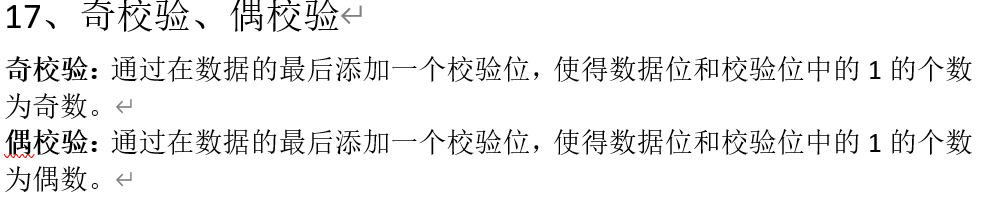 17、奇校验、偶校验↵
奇校验：通过在数据的最后添加一个校验位，使得数据位和校验位中的 1 的个数
为奇数。↵
偶校验：通过在数据的最后添加一个校验位，使得数据位和校验位中的 1 的个数
为偶数。↵